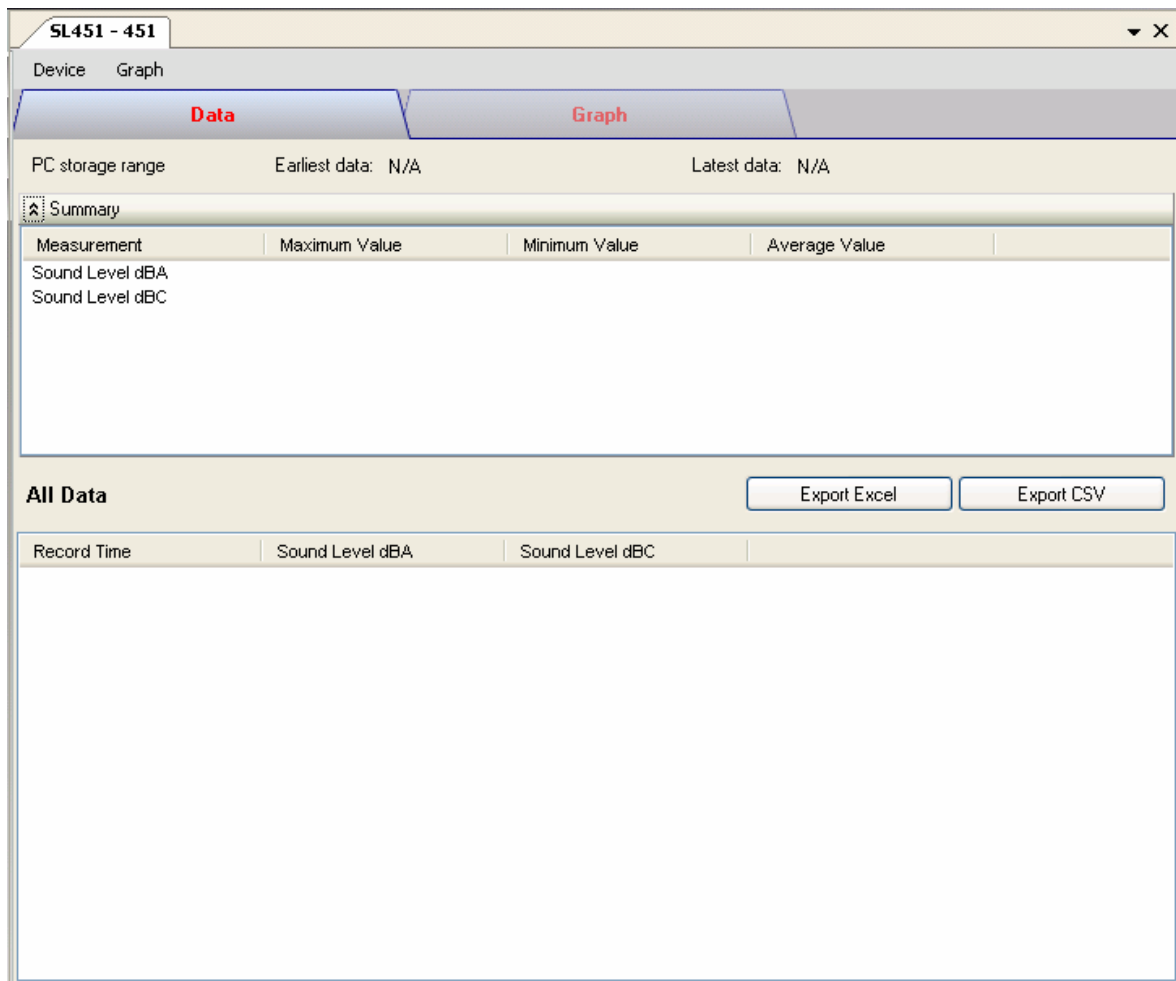 SL451 - 451
Device Graph
Data Graph
PC storage range Earliest data: N/A Latest data: N/A
Summary
Measurement Maximum Value Minimum Value Average Value
Sound Level dBA
Sound Level dBC
All Data Export Excel Export CSV
Record Time Sound Level dBA Sound Level dBC